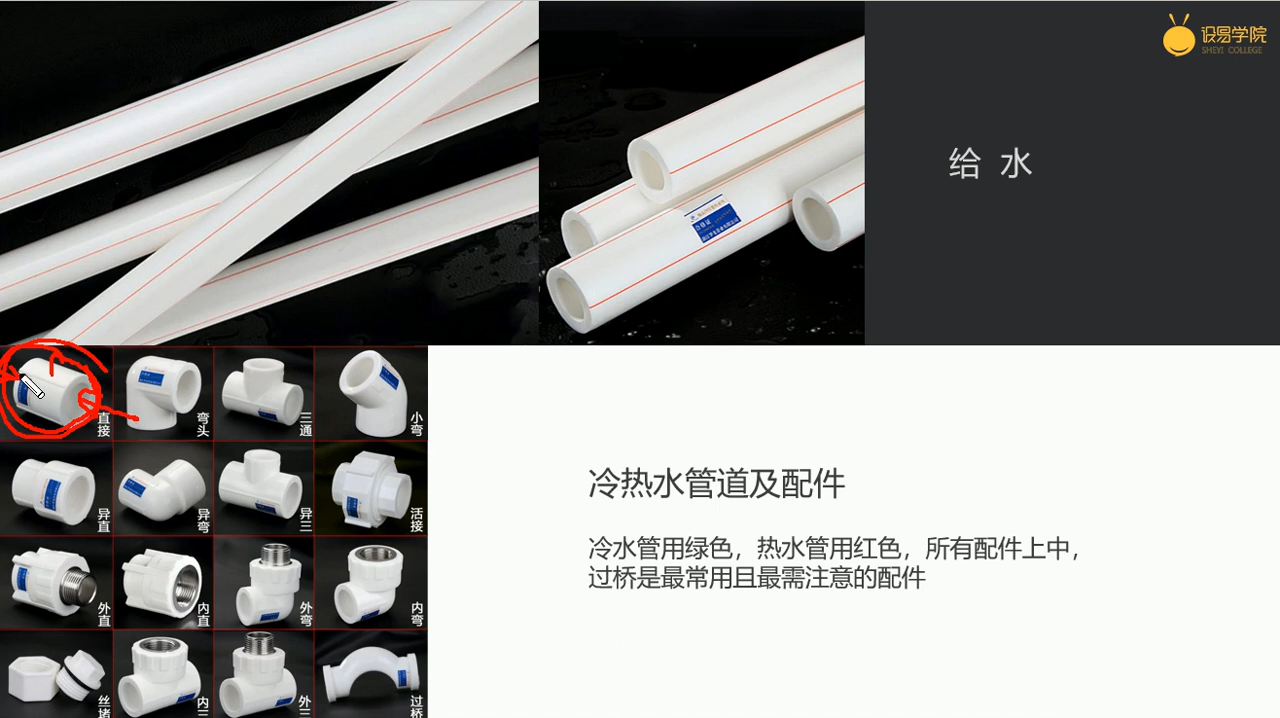 设易学院
SHEYI COLLEGE
给 水
直接
弯头
三通
小弯
异直
异弯
异三
活接
外直
内直
外弯
内弯
丝堵
内三
外三
过桥
冷热水管道及配件
冷水管用绿色，热水管用红色，所有配件上中，
过桥是最常用且最需注意的配件